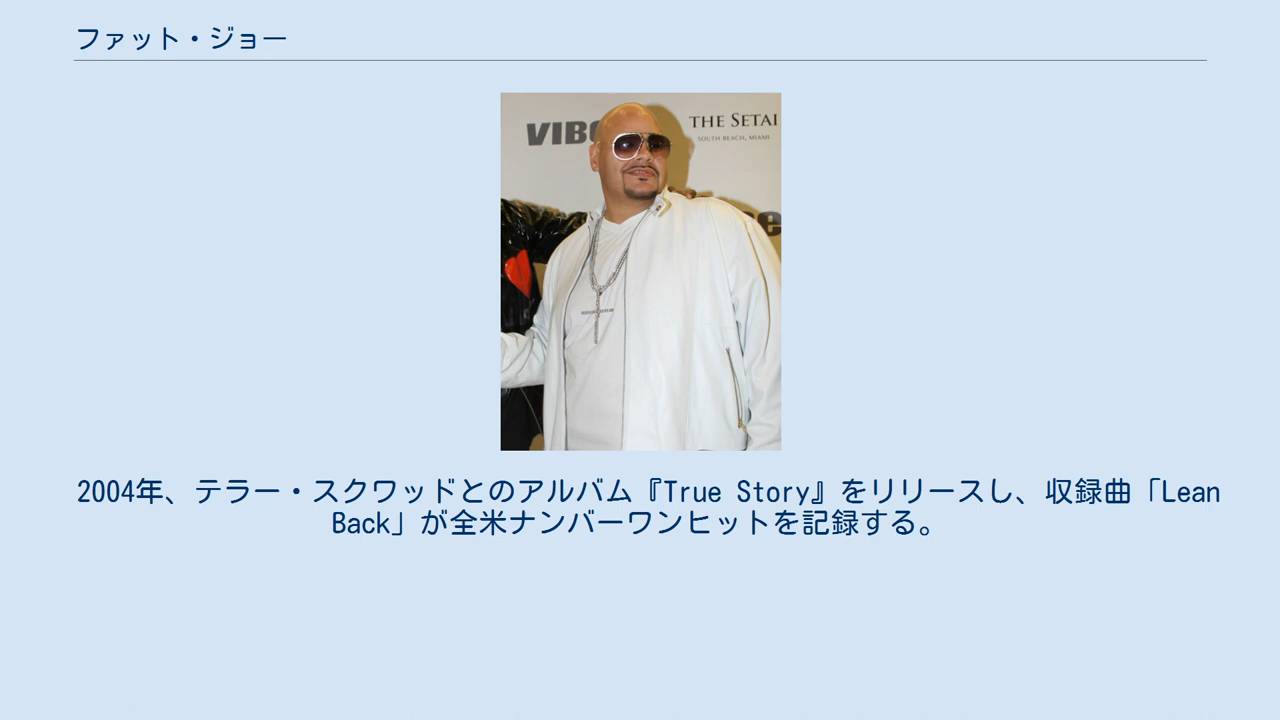 ファット・ジョー
VIB
THE SETAI
SOUTH BEACH, MIAMI
2004年、テラー・スクワッドとのアルバム『True Story』をリリースし、収録曲「Lean
Back」が全米ナンバーワンヒットを記録する。